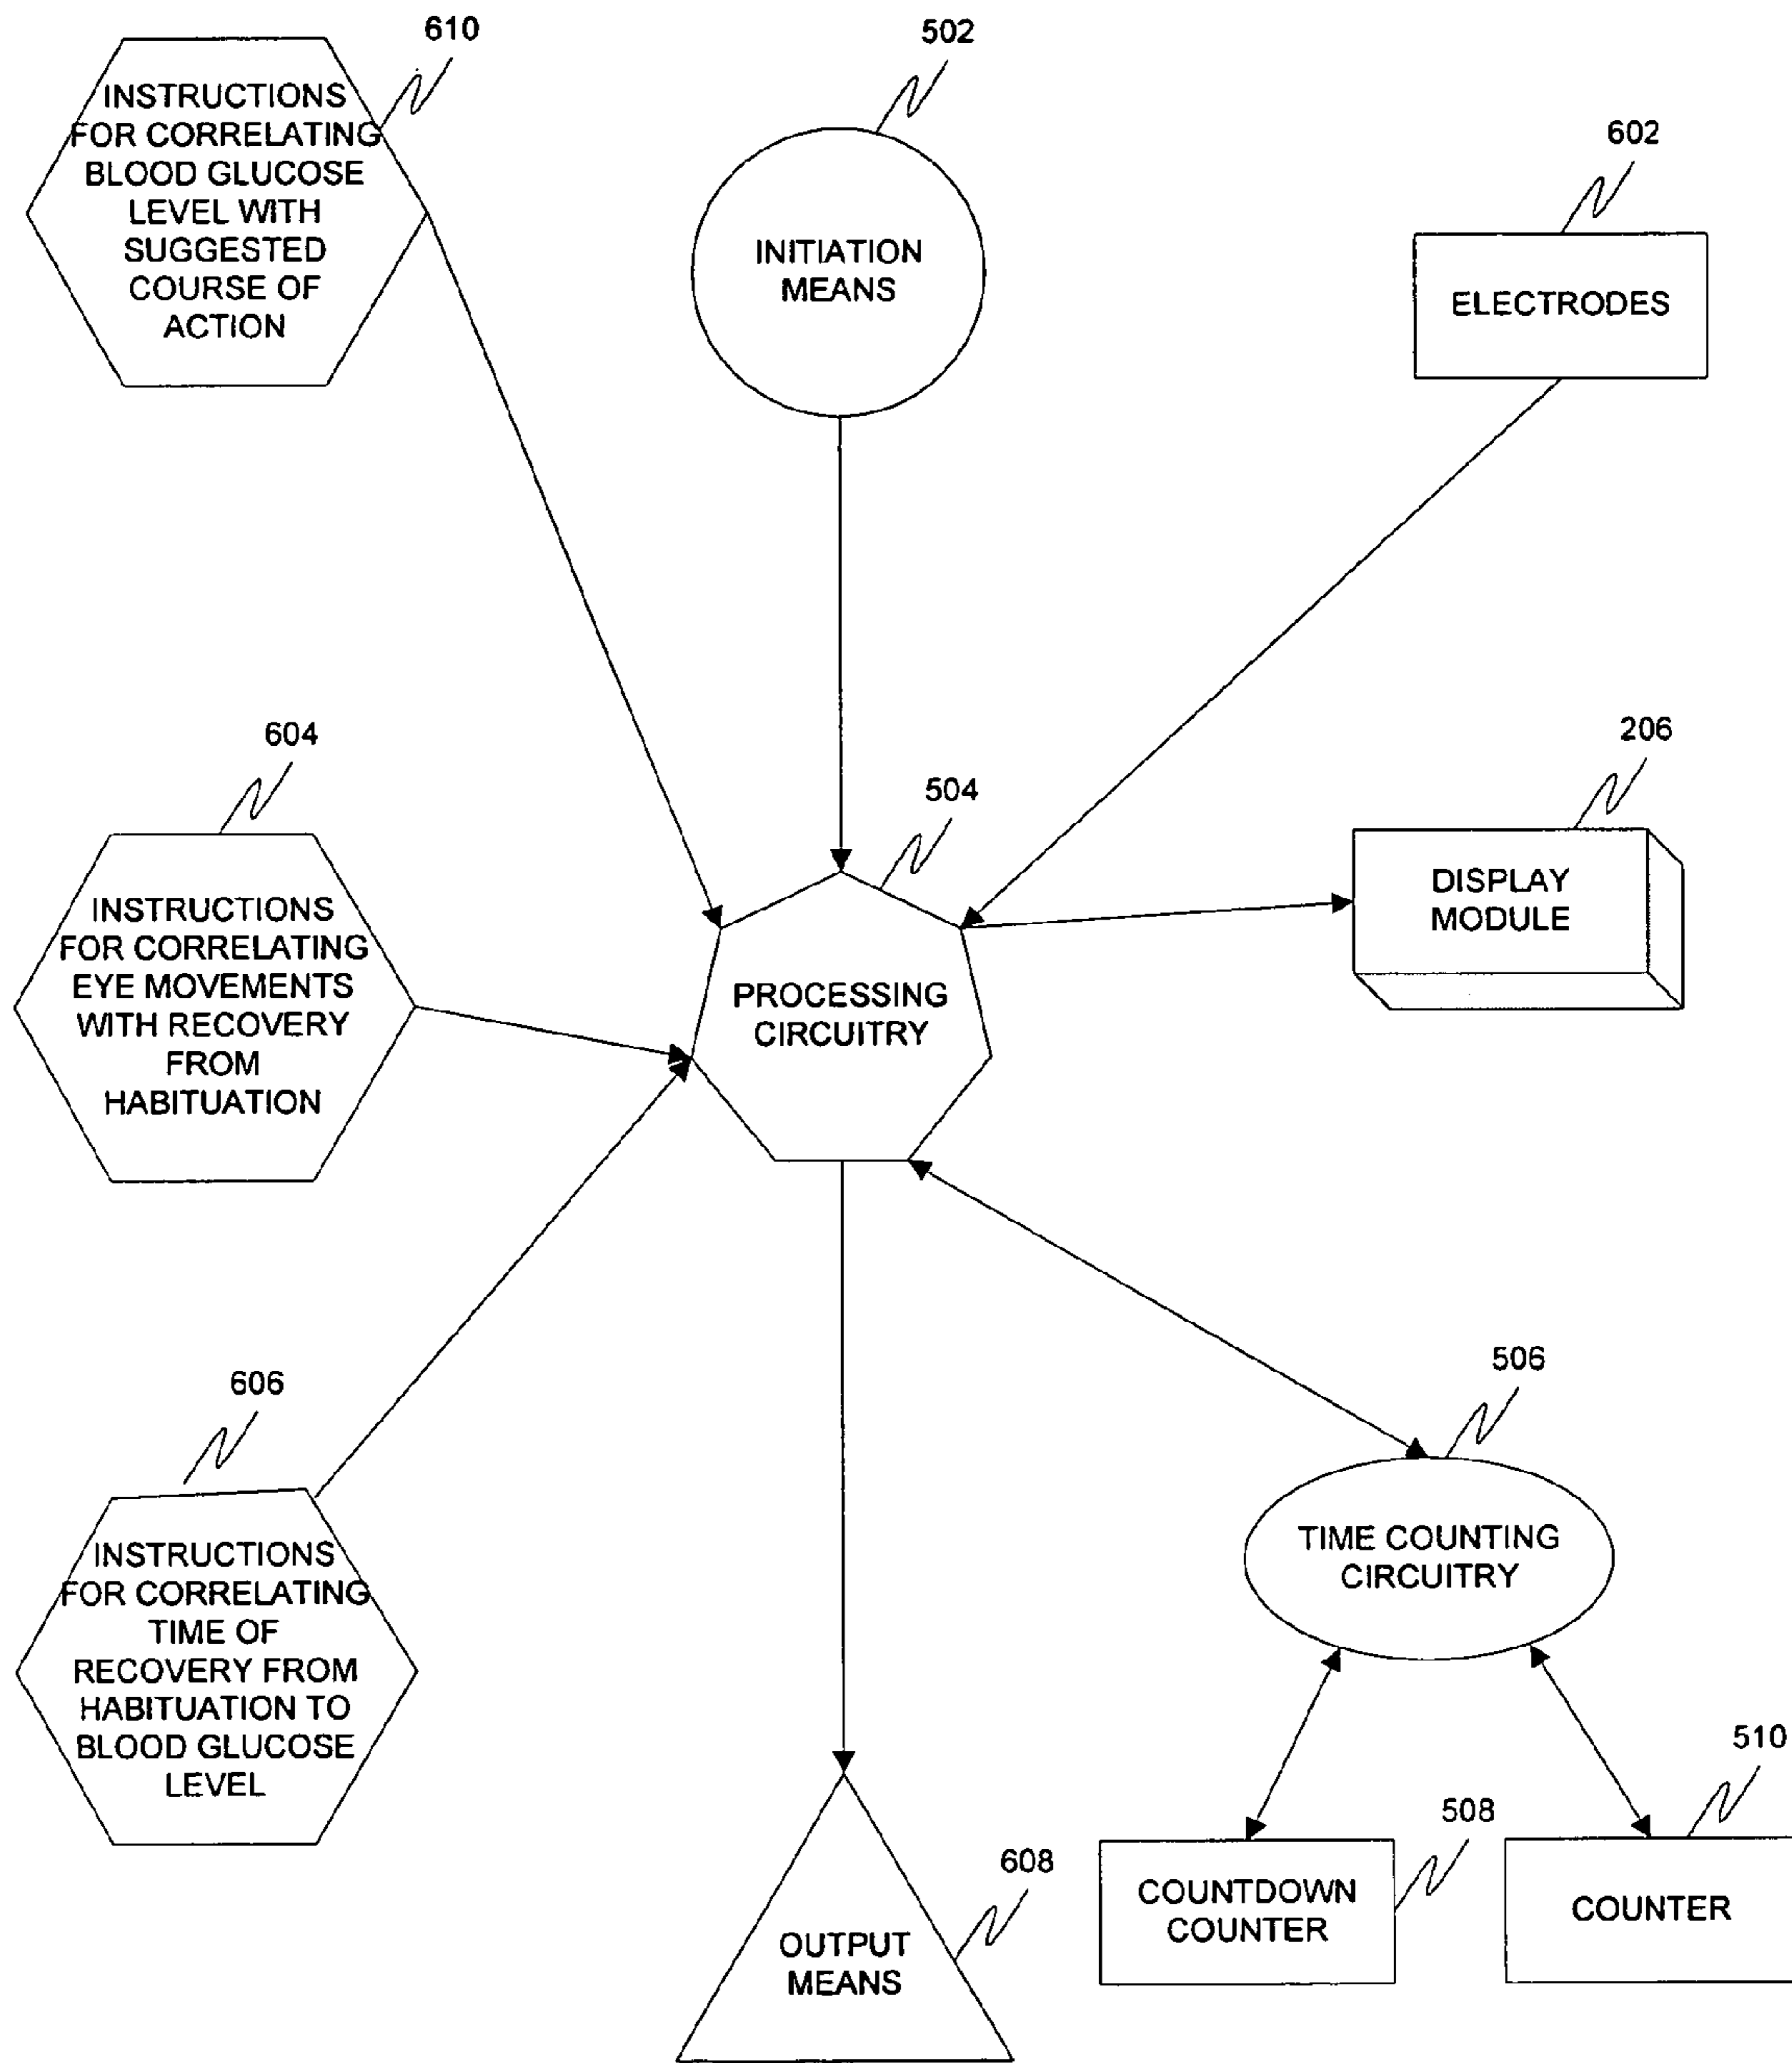 610
INSTRUCTIONS
FOR CORRELATING
BLOOD GLUCOSE
LEVEL WITH
SUGGESTED
COURSE OF
ACTION
502
INITIATION
MEANS
602
ELECTRODES
604
INSTRUCTIONS
FOR CORRELATING
EYE MOVEMENTS
WITH RECOVERY
FROM
HABITUATION
504
PROCESSING
CIRCUITRY
206
DISPLAY
MODULE
606
INSTRUCTIONS
FOR CORRELATING
TIME OF
RECOVERY FROM
HABITUATION TO
BLOOD GLUCOSE
LEVEL
506
TIME COUNTING
CIRCUITRY
608
OUTPUT
MEANS
508
COUNTDOWN
COUNTER
510
COUNTER